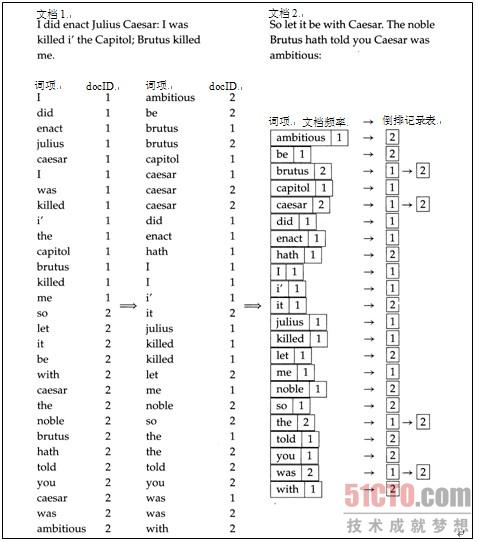 文档 1.
I did enact Julius Caesar: I was
killed i’ the Capitol; Brutus killed
me.
文档 2.
So let it be with Caesar. The noble
Brutus hath told you Caesar was
ambitious:
词项 docID 词项 docID
I 1 ambitious 2
did 1 be 2
enact 1 brutus 1
julius 1 brutus 2
caesar 1 capitol 1
I 1 caesar 1
was 1 caesar 2
killed 1 caesar 2
i’ 1 did 1
the 1 enact 1
capitol 1 hath 1
brutus 1 I 1
killed 1 I 1
me 1 ⟹ i’ 1 ⟹
so 2 it 2
let 2 julius 1
it 2 killed 1
be 2 killed 1
with 2 let 2
caesar 2 me 1
the 2 noble 2
noble 2 so 2
brutus 2 the 1
hath 2 the 2
told 2 told 2
you 2 you 2
caesar 2 was 1
was 2 was 2
ambitious 2 with 2
词项 文档频率 → 倒排记录表
ambitious 1 → 2
be 1 → 2
brutus 2 → 1 → 2
capitol 1 → 1
caesar 2 → 1 → 2
did 1 → 1
enact 1 → 1
hath 1 → 2
I 1 → 1
i’ 1 → 1
it 1 → 2
julius 1 → 1
killed 1 → 1
let 1 → 2
me 1 → 1
noble 1 → 2
so 1 → 2
the 2 → 1 → 2
told 1 → 2
you 1 → 2
was 2 → 1 → 2
with 1 → 2
51CTO.com
技术成就梦想